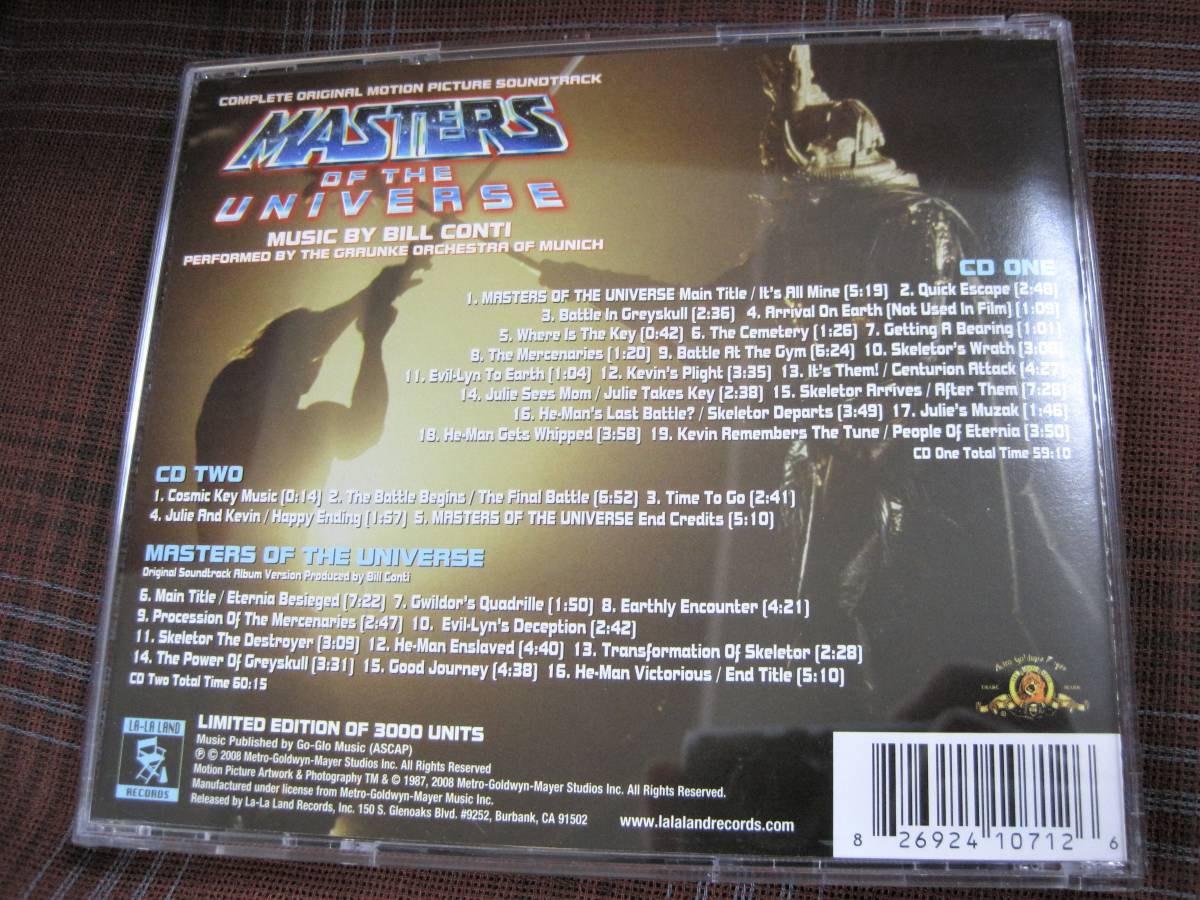 COMPLETE ORIGINAL MOTION PICTURE SOUNDTRACK
MASTERS
OF THE
UNIVERSE
MUSIC BY BILL CONTI
PERFORMED BY THE GRAUNKE ORCHESTRA OF MUNICH
CD ONE
1. MASTERS OF THE UNIVERSE Main Title / It's All Mine (5:19) 2. Quick Escape (2:48)
3. Battle In Greyskull (2:36) 4. Arrival On Earth (Not Used In Film) (1:09)
5. Where Is The Key (0:42) 6. The Cemetery (1:26) 7. Getting A Bearing (1:01)
8. The Mercenaries (1:20) 9. Battle At The Gym (6:24) 10. Skeletor's Wrath
11. Evil-Lyn To Earth (1:04) 12. Kevin's Plight (3:35) 13. It's Them! / Centurion Attack (4:27)
14. Julie Sees Mom / Julie Takes Key (2:38) 15. Skeletor Arrives / After Them (7:28)
16. He-Man's Last Battle? / Skeletor Departs (3:49) 17. Julie's Muzak (1:46)
18. He-Man Gets Whipped (3:58) 19. Kevin Remembers The Tune / People Of Eternia (3:50)
CD One Total Time 59:10
CD TWO
1. Cosmic Key Music (0:14) 2. The Battle Begins / The Final Battle (6:52) 3. Time To Go (2:41)
4. Julie And Kevin / Happy Ending (1:57) 5. MASTERS OF THE UNIVERSE End Credits (5:10)
MASTERS OF THE UNIVERSE
Original Soundtrack Album Version Produced by Bill Conti
6. Main Title / Eternia Besieged (7:22) 7. Gwildor's Quadrille (1:50) 8. Earthly Encounter (4:21)
9. Procession Of The Mercenaries (2:47) 10. Evil-Lyn's Deception (2:42)
11. Skeletor The Destroyer (3:09) 12. He-Man Enslaved (4:40) 13. Transformation Of Skeletor (2:28)
14. The Power Of Greyskull (3:31) 15. Good Journey (4:38) 16. He-Man Victorious / End Title (5:10)
CD Two Total Time 60:15
LA-LA LAND
RECORDS
LIMITED EDITION OF 3000 UNITS
Music Published by Go-Glo Music (ASCAP)
℗ © 2008 Metro-Goldwyn-Mayer Studios Inc. All Rights Reserved
Motion Picture Artwork & Photography TM & © 1987, 2008 Metro-Goldwyn-Mayer Studios Inc. All Rights Reserved.
Manufactured under license from Metro-Goldwyn-Mayer Music Inc.
Released by La-La Land Records, Inc. 150 S. Glenoaks Blvd. #9252, Burbank, CA 91502
www.lalalandrecords.com
TRADE MARK
8 26924 10712 6